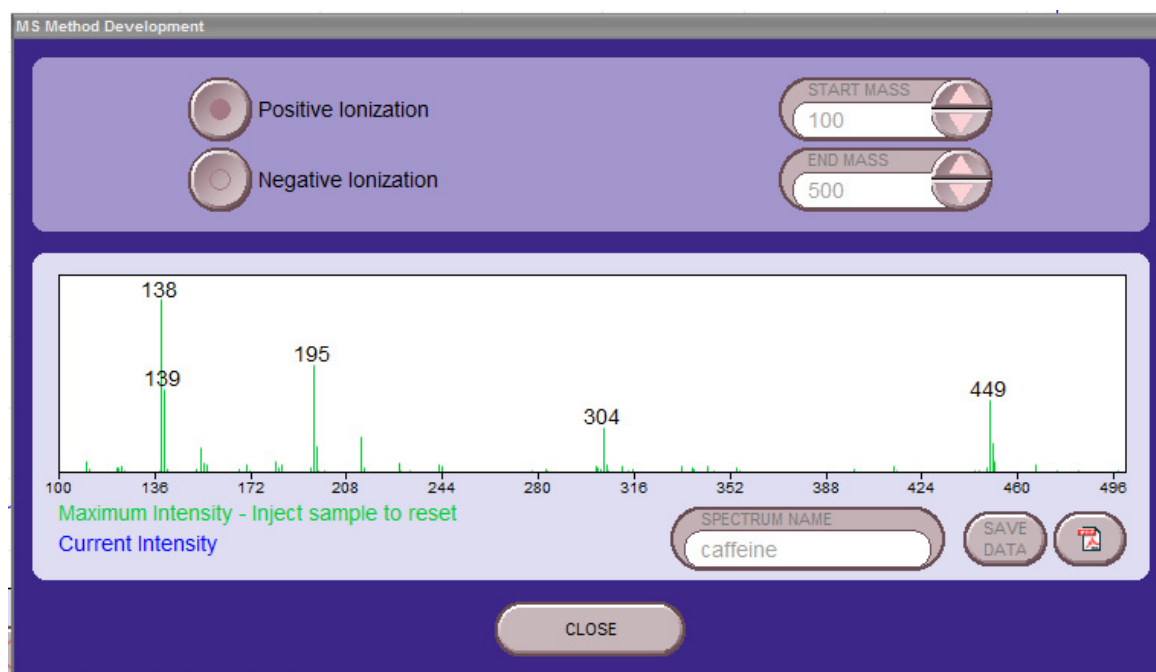 MS Method Development
Positive Ionization
START MASS
100
Negative Ionization
END MASS
500
138
139
195
304
449
100 136 172 208 244 280 316 352 388 424 460 496
Maximum Intensity - Inject sample to reset
Current Intensity
SPECTRUM NAME
caffeine
SAVE
DATA
CLOSE